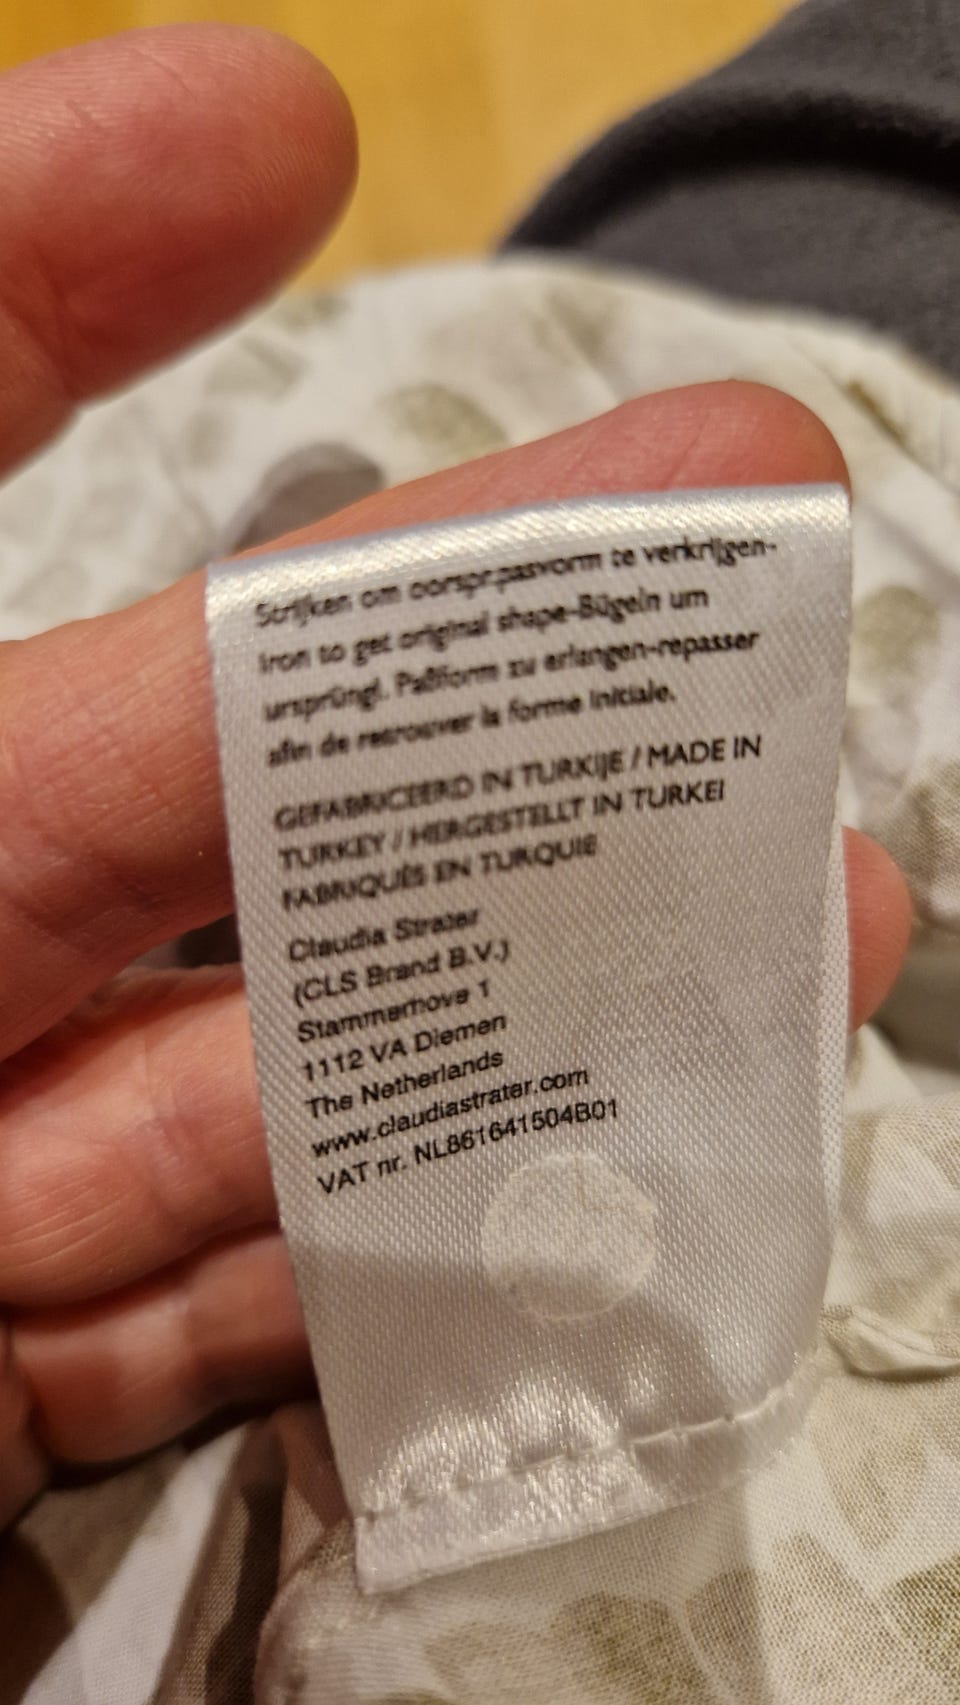 Strijken om oorspr.pasvorm te verkrijgen-
Iron to get original shape-Bügeln um
ursprüngl. Paßform zu erlangen-repasser
afin de retrouver la forme initiale.
GEFABRICEERD IN TURKIJE / MADE IN
TURKEY / HERGESTELLT IN TURKEI
FABRIQUÉS EN TURQUIE
Claudia Strater
(CLS Brand B.V.)
Stammerhove 1
1112 VA Diemen
The Netherlands
www.claudiastrater.com
VAT nr. NL861641504B01